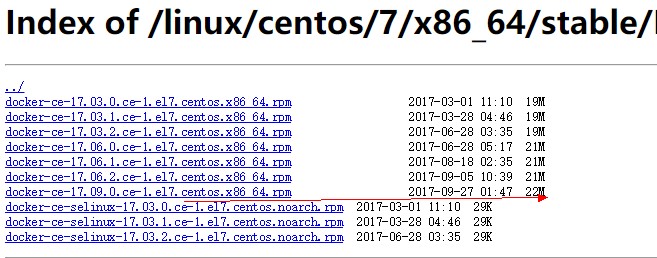 Index of /linux/centos/7/x86_64/stable/
../
docker-ce-17.03.0.ce-1.el7.centos.x86_64.rpm 2017-03-01 11:10 19M
docker-ce-17.03.1.ce-1.el7.centos.x86_64.rpm 2017-03-28 04:46 19M
docker-ce-17.03.2.ce-1.el7.centos.x86_64.rpm 2017-06-28 03:35 19M
docker-ce-17.06.0.ce-1.el7.centos.x86_64.rpm 2017-06-28 05:17 21M
docker-ce-17.06.1.ce-1.el7.centos.x86_64.rpm 2017-08-18 02:35 21M
docker-ce-17.06.2.ce-1.el7.centos.x86_64.rpm 2017-09-05 10:39 21M
docker-ce-17.09.0.ce-1.el7.centos.x86_64.rpm 2017-09-27 01:47 22M
docker-ce-selinux-17.03.0.ce-1.el7.centos.noarch.rpm 2017-03-01 11:10 29K
docker-ce-selinux-17.03.1.ce-1.el7.centos.noarch.rpm 2017-03-28 04:46 29K
docker-ce-selinux-17.03.2.ce-1.el7.centos.noarch.rpm 2017-06-28 03:35 29K